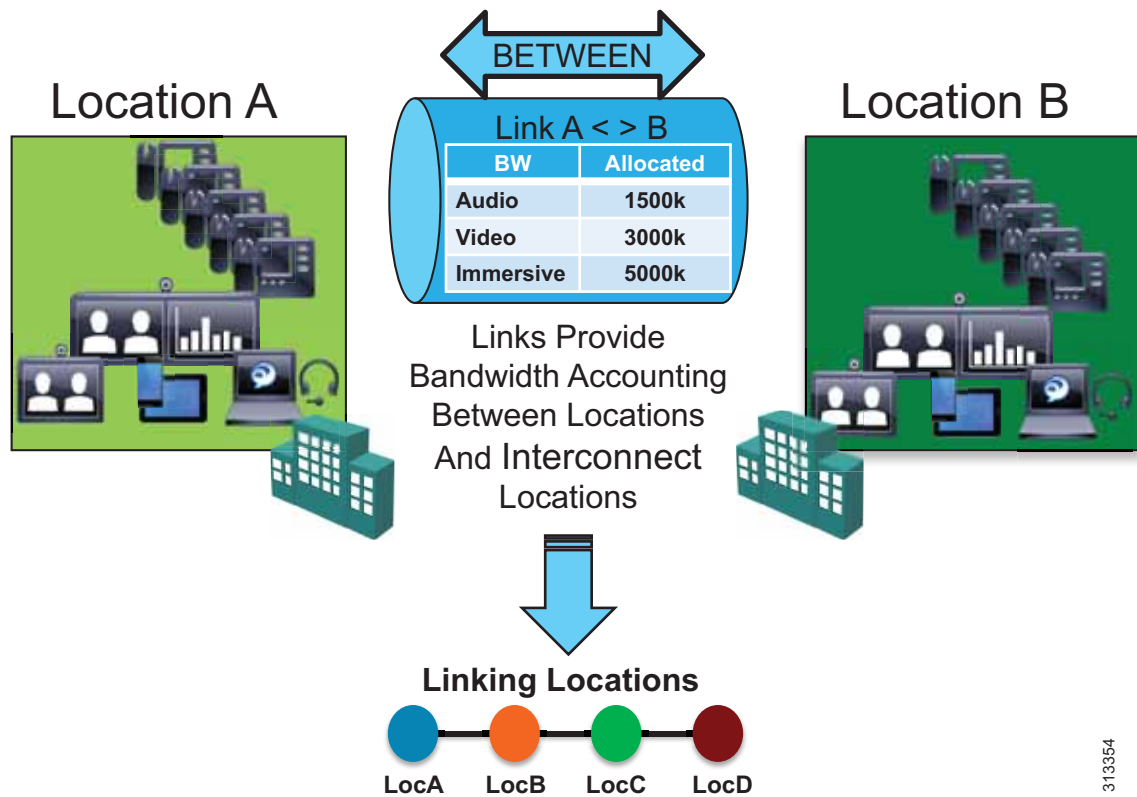 BETWEEN
Location A
Location B
Link A < > B
BW Allocated
Audio 1500k
Video 3000k
Immersive 5000k
Links Provide
Bandwidth Accounting
Between Locations
And Interconnect
Locations
Linking Locations
LocA LocB LocC LocD
313354